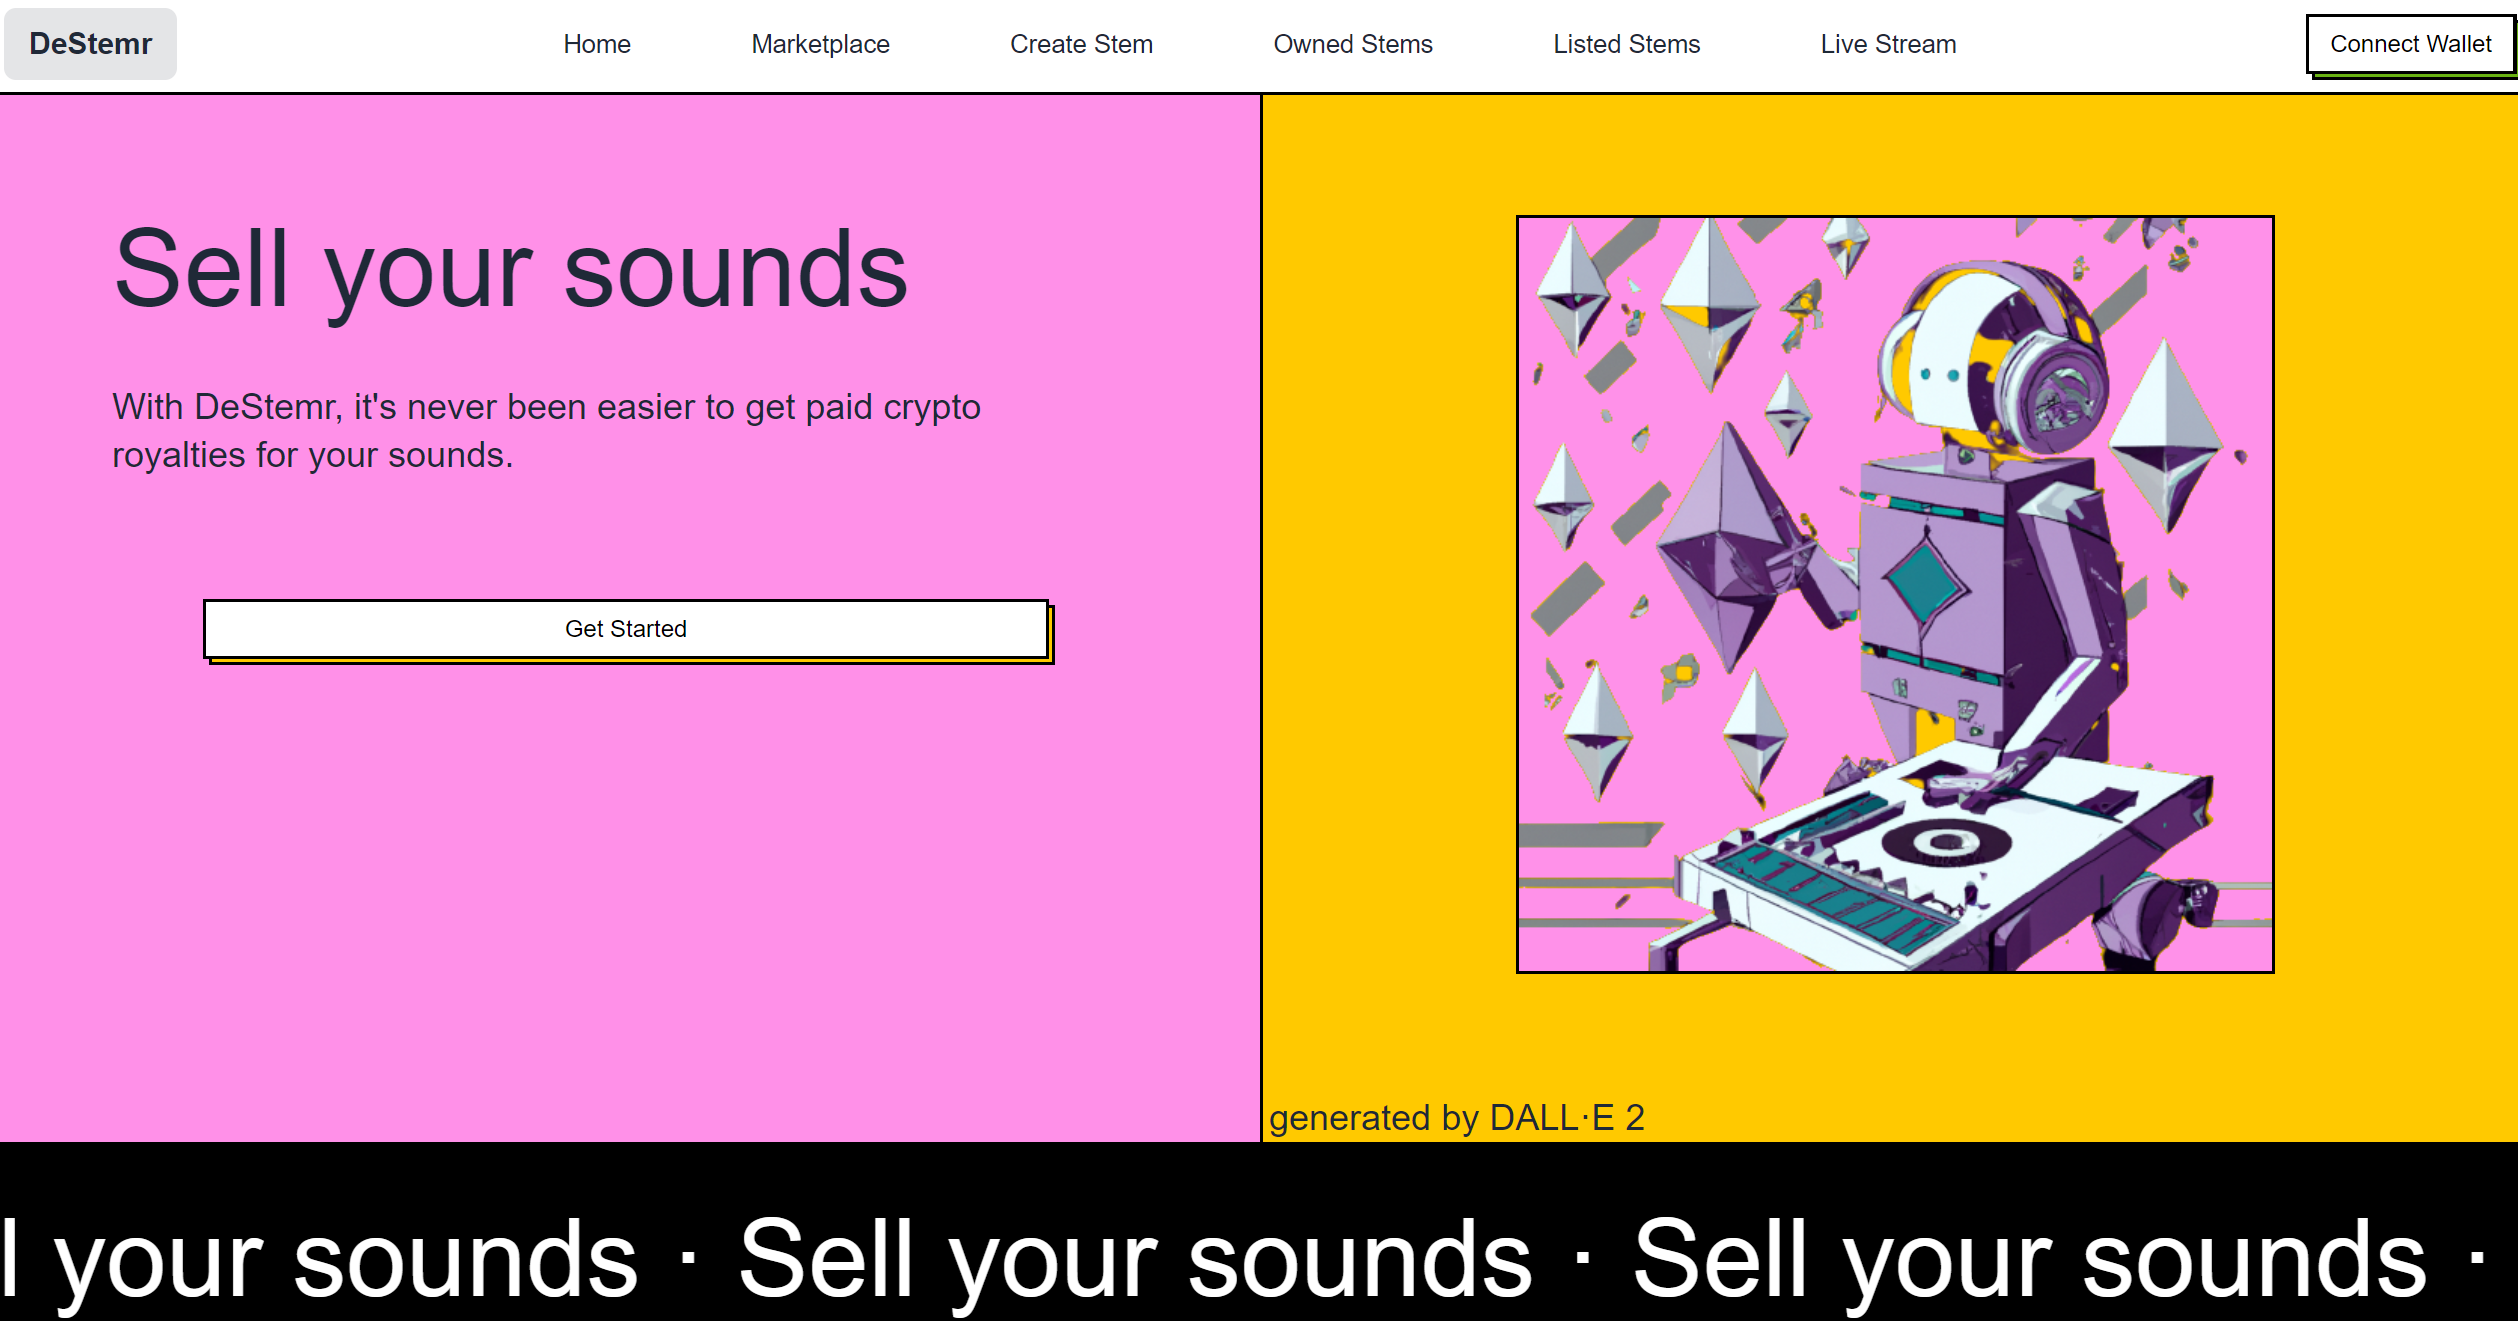 DeStemr
Home
Marketplace
Create Stem
Owned Stems
Listed Stems
Live Stream
Connect Wallet
Sell your sounds
With DeStemr, it's never been easier to get paid crypto
royalties for your sounds.
Get Started
generated by DALL·E 2
l your sounds · Sell your sounds · Sell your sounds ·